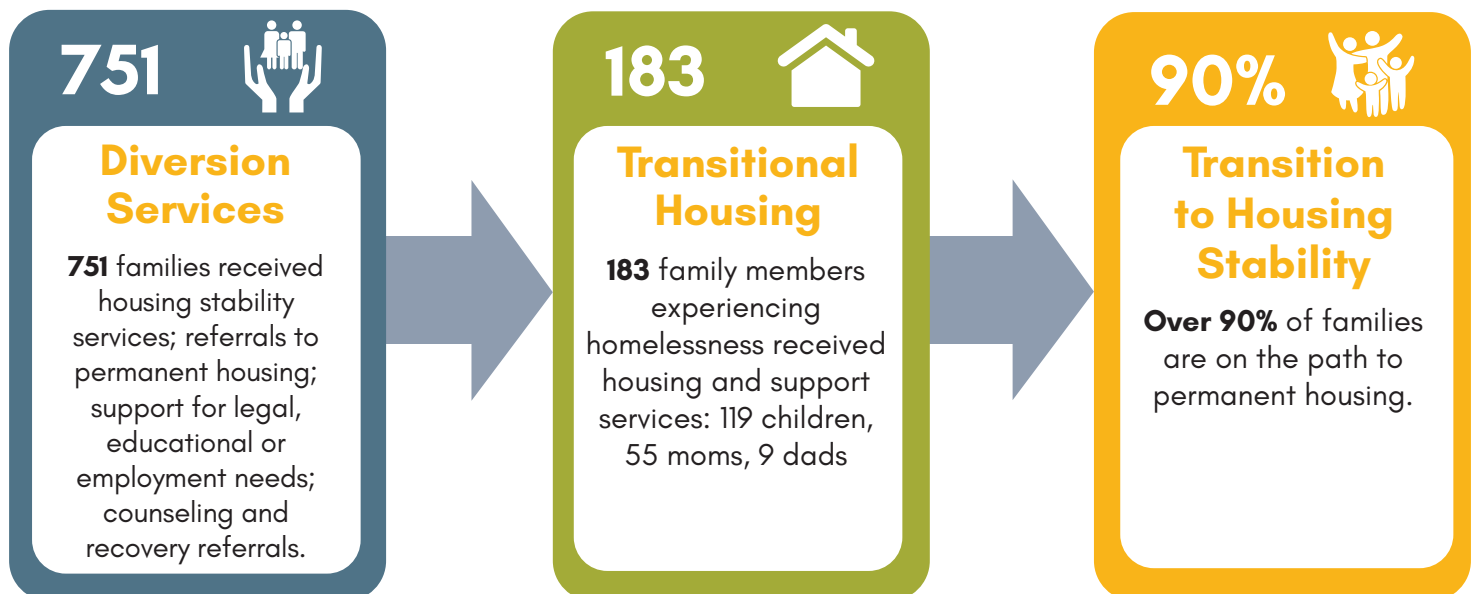 751
Diversion
Services
751 families received
housing stability
services; referrals to
permanent housing;
support for legal,
educational or
employment needs;
counseling and
recovery referrals.
183
Transitional
Housing
183 family members
experiencing
homelessness received
housing and support
services: 119 children,
55 moms, 9 dads
90%
Transition
to Housing
Stability
Over 90% of families
are on the path to
permanent housing.